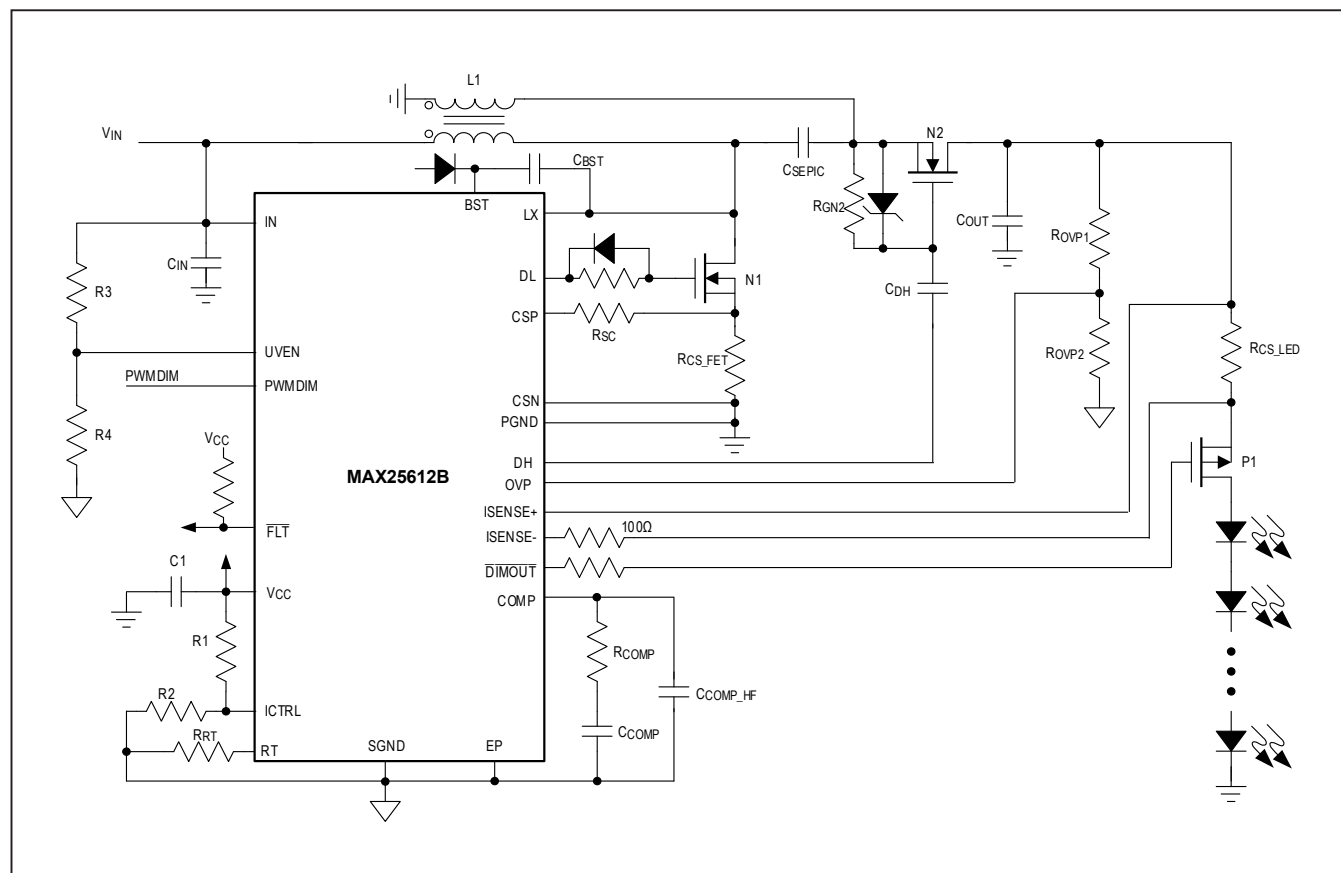 L1
VIN
N2
CBST
CSEPIC
BST
LX
RGN2
COUT
ROVP1
IN
CIN
DL
N1
CDH
R3
CSP
RSC
ROVP2
RCS_LED
UVEN
RCS_FET
PWMDIM
PWMDIM
CSN
PGND
R4
VCC
DH
P1
MAX25612B
OVP
ISENSE+
FLT
ISENSE-
100Ω
C1
DIMOUT
VCC
COMP
R1
RCOMP
R2
CCOMP_HF
ICTRL
CCOMP
RRT
RT
SGND
EP